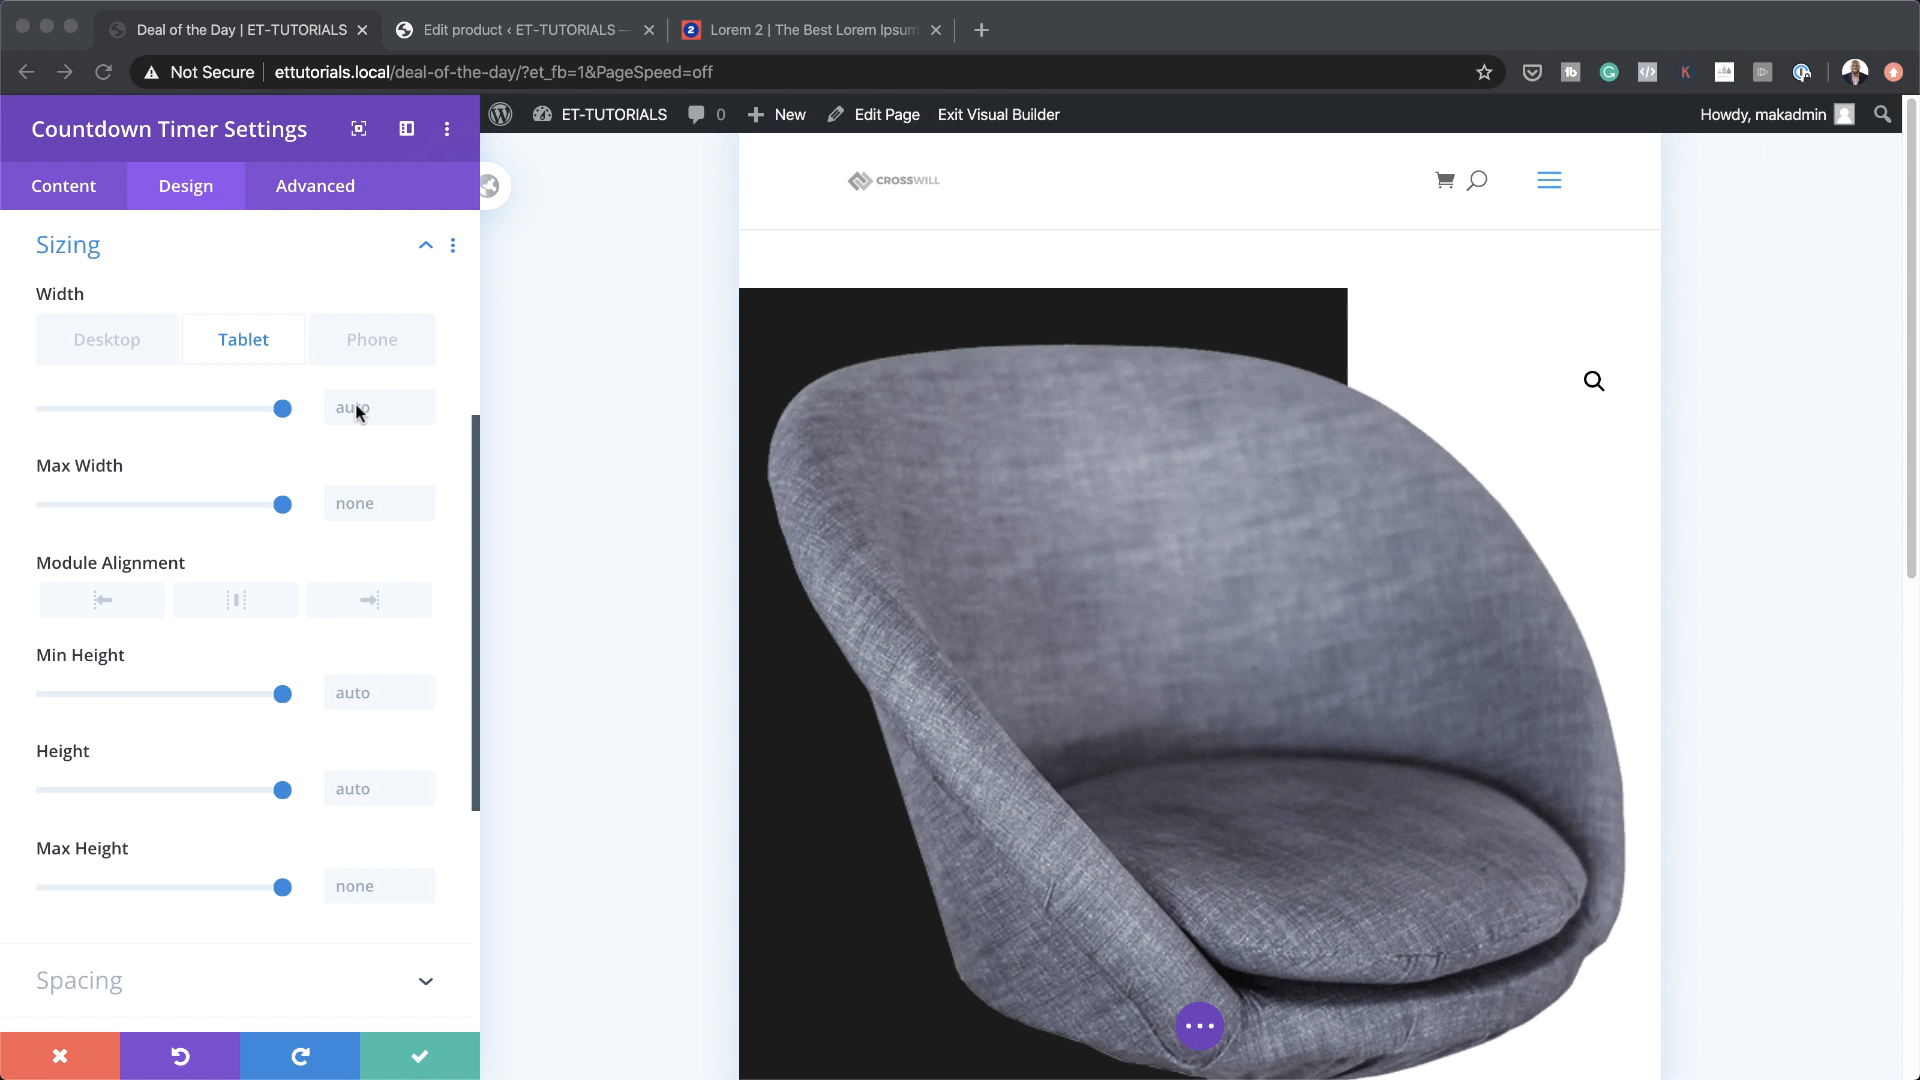 Deal of the Day | ET-TUTORIALS
Edit product ‹ ET-TUTORIALS —
2 Lorem 2 | The Best Lorem Ipsum
Not Secure ettutorials.local/deal-of-the-day/?et_fb=1&PageSpeed=off
Countdown Timer Settings
ET-TUTORIALS 0 New Edit Page Exit Visual Builder Howdy, makadmin
Content Design Advanced
CROSSWILL
Sizing
Width
Desktop Tablet Phone
auto
Max Width
none
Module Alignment
Min Height
auto
Height
auto
Max Height
none
Spacing